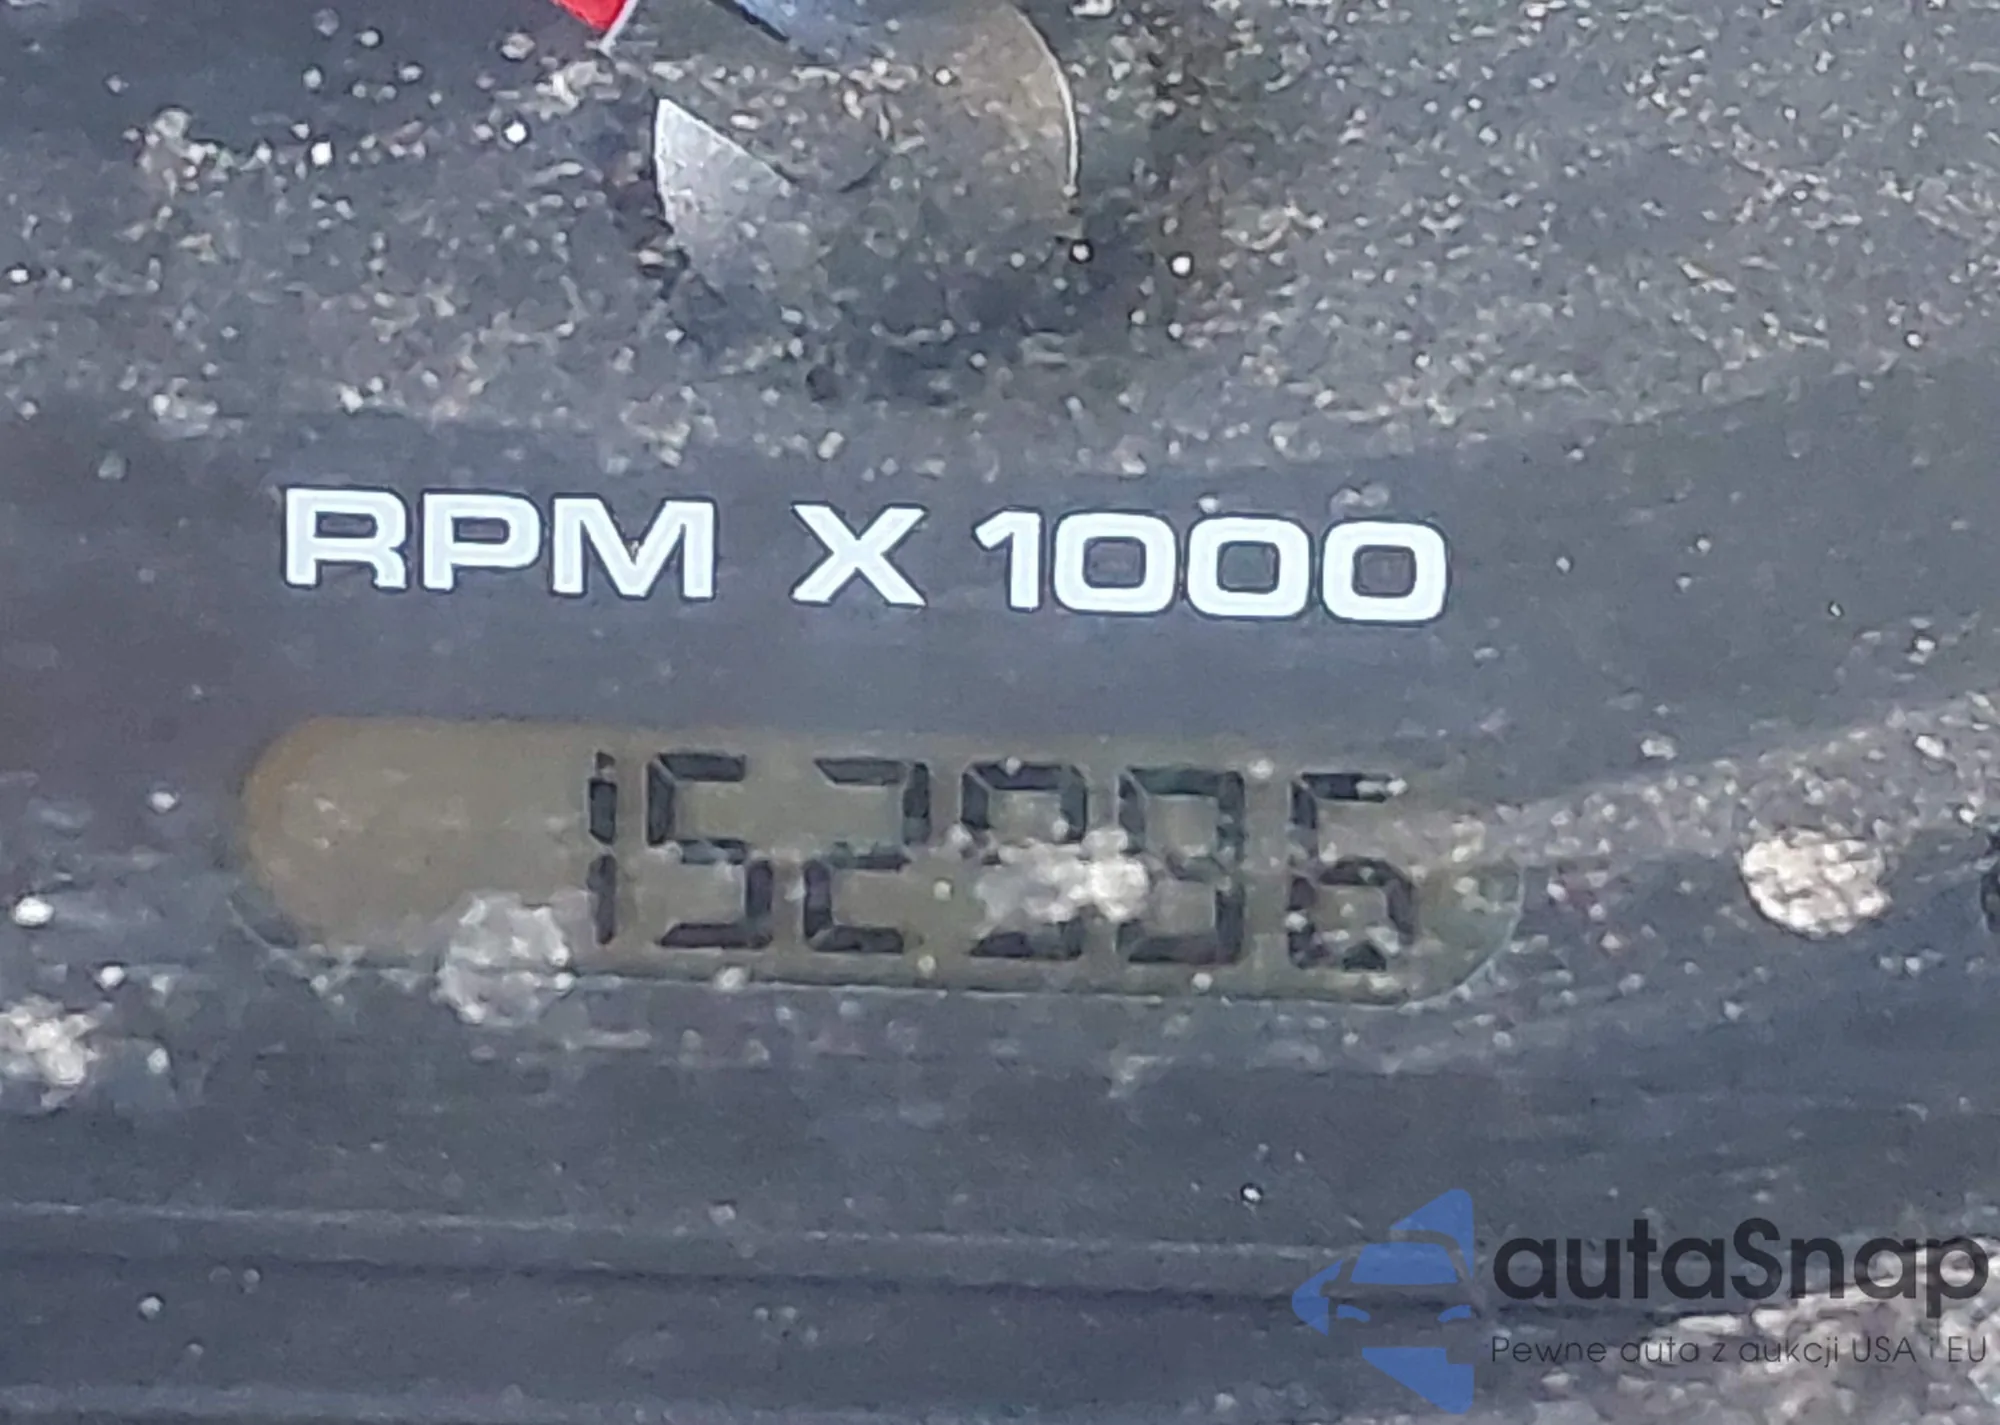 RPM X 1000
152996
autaSnap
Pewne auta z aukcji USA i EU